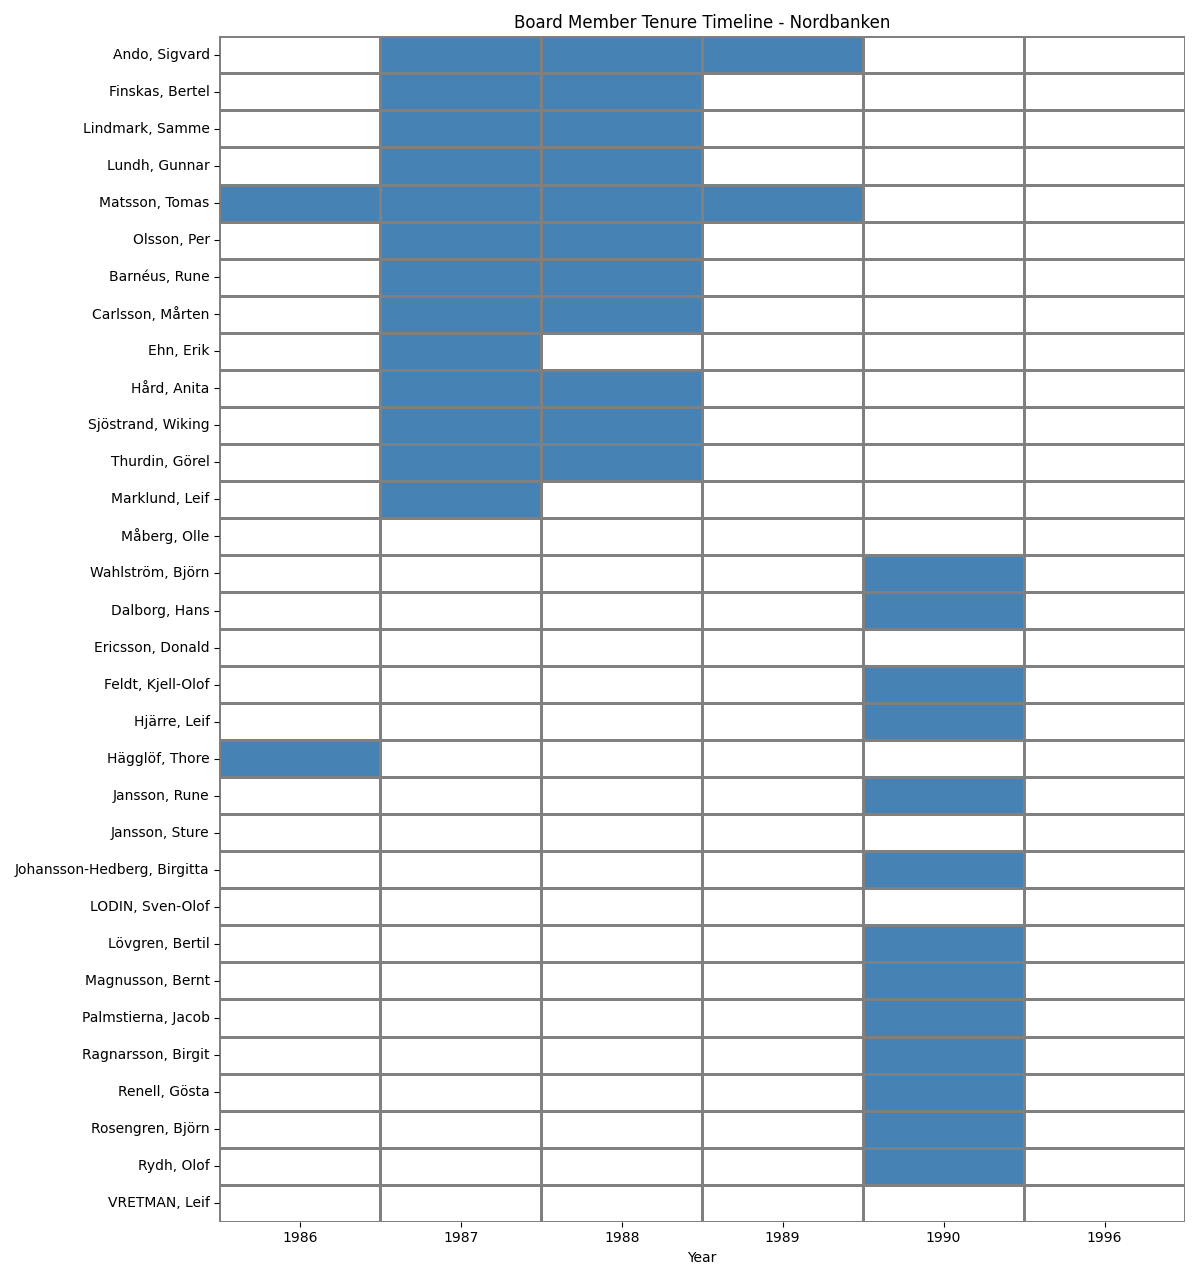 Board Member Tenure Timeline - Nordbanken
Ando, Sigvard
Finskas, Bertel
Lindmark, Samme
Lundh, Gunnar
Matsson, Tomas
Olsson, Per
Barnéus, Rune
Carlsson, Mårten
Ehn, Erik
Hård, Anita
Sjöstrand, Wiking
Thurdin, Görel
Marklund, Leif
Måberg, Olle
Wahlström, Björn
Dalborg, Hans
Ericsson, Donald
Feldt, Kjell-Olof
Hjärre, Leif
Hägglöf, Thore
Jansson, Rune
Jansson, Sture
Johansson-Hedberg, Birgitta
LODIN, Sven-Olof
Lövgren, Bertil
Magnusson, Bernt
Palmstierna, Jacob
Ragnarsson, Birgit
Renell, Gösta
Rosengren, Björn
Rydh, Olof
VRETMAN, Leif
1986 1987 1988 1989 1990 1996
Year